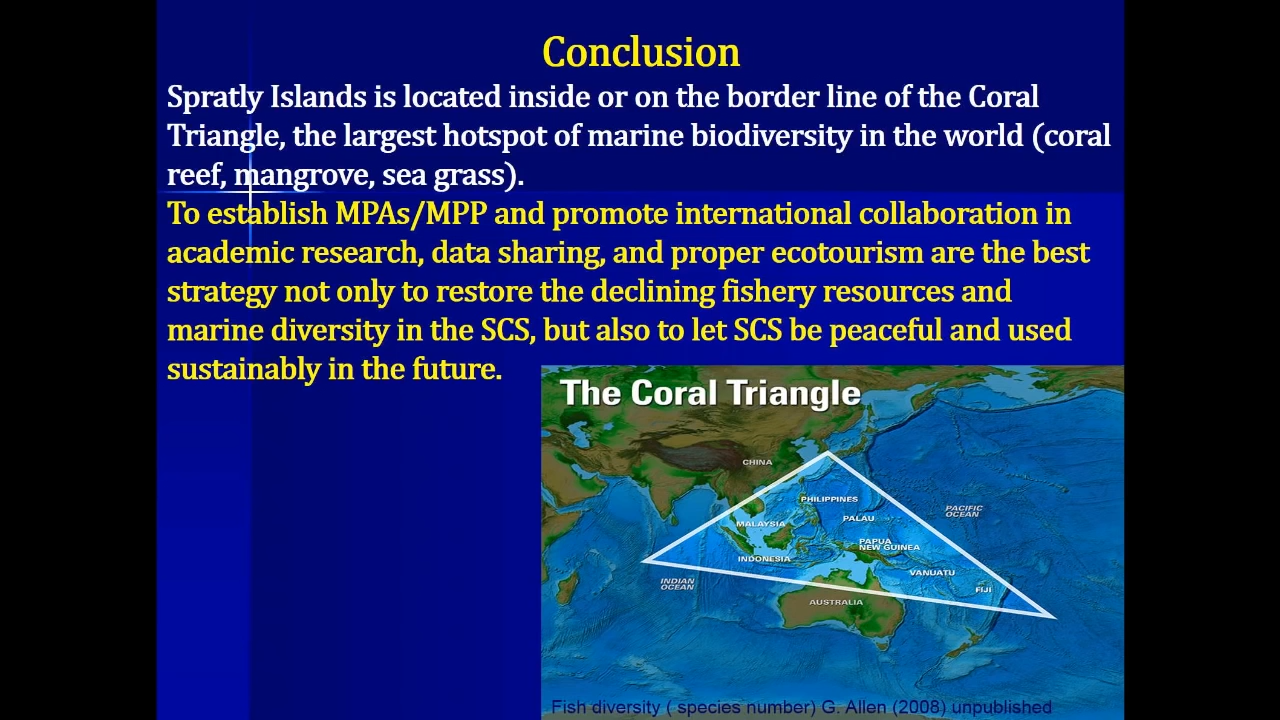 Conclusion
Spratly Islands is located inside or on the border line of the Coral
Triangle, the largest hotspot of marine biodiversity in the world (coral
reef, mangrove, sea grass).
To establish MPAs/MPP and promote international collaboration in
academic research, data sharing, and proper ecotourism are the best
strategy not only to restore the declining fishery resources and
marine diversity in the SCS, but also to let SCS be peaceful and used
sustainably in the future.
The Coral Triangle
CHINA
PHILIPPINES
PACIFIC
OCEAN
PALAU
MALAYSIA
PAPUA
NEW GUINEA
INDONESIA
VANUATU
INDIAN
OCEAN
FIJI
AUSTRALIA
Fish diversity ( species number) G. Allen (2008) unpublished